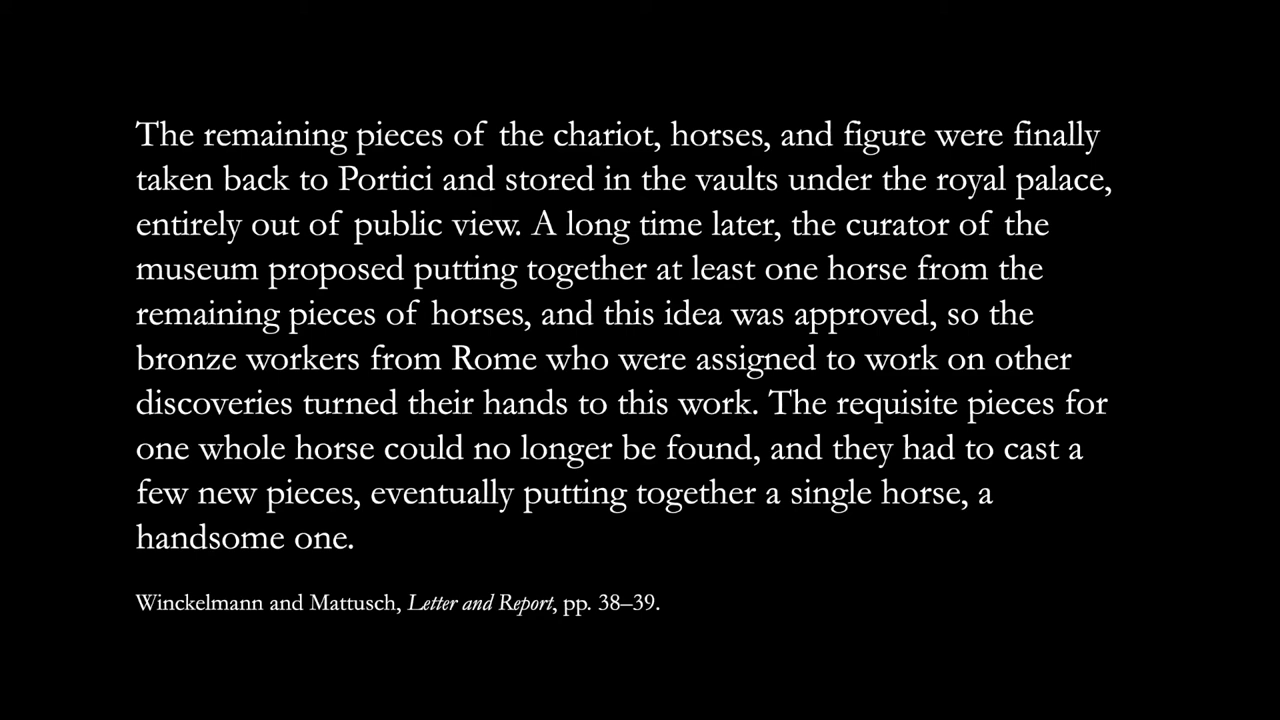 The remaining pieces of the chariot, horses, and figure were finally
taken back to Portici and stored in the vaults under the royal palace,
entirely out of public view. A long time later, the curator of the
museum proposed putting together at least one horse from the
remaining pieces of horses, and this idea was approved, so the
bronze workers from Rome who were assigned to work on other
discoveries turned their hands to this work. The requisite pieces for
one whole horse could no longer be found, and they had to cast a
few new pieces, eventually putting together a single horse, a
handsome one.
Winckelmann and Mattusch, Letter and Report, pp. 38–39.